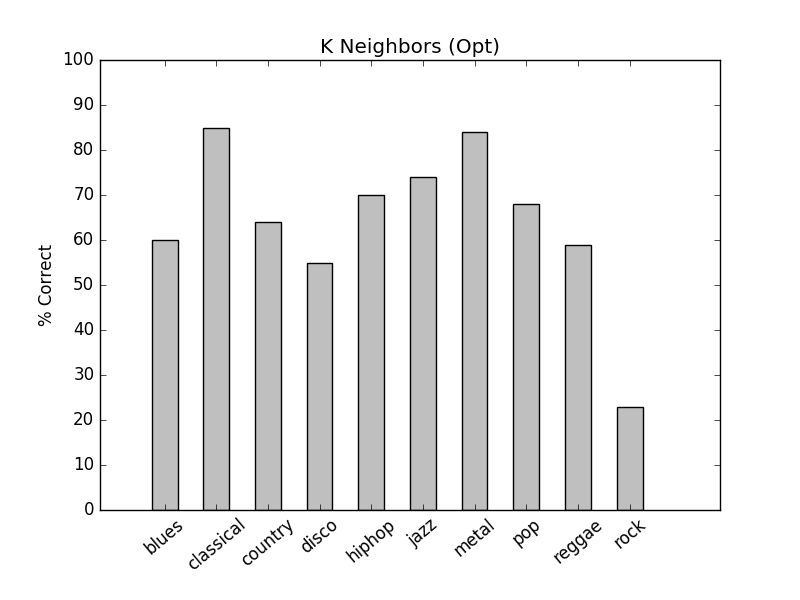 K Neighbors (Opt)
100
90
80
70
60
50
40
30
20
10
0
% Correct
blues
classical
country
disco
hiphop
jazz
metal
pop
reggae
rock